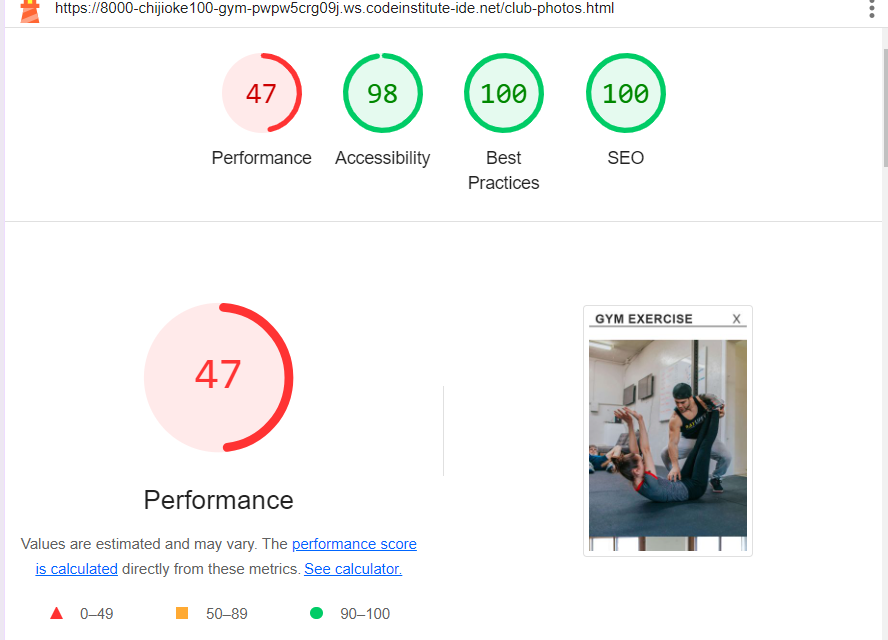 https://8000-chijioke100-gym-pwpw5crg09j.ws.codeinstitute-ide.net/club-photos.html
47
98
100
100
Performance
Accessibility
Best
Practices
SEO
47
Performance
Values are estimated and may vary. The performance score
is calculated directly from these metrics. See calculator.
0–49
50–89
90–100
GYM EXERCISE X